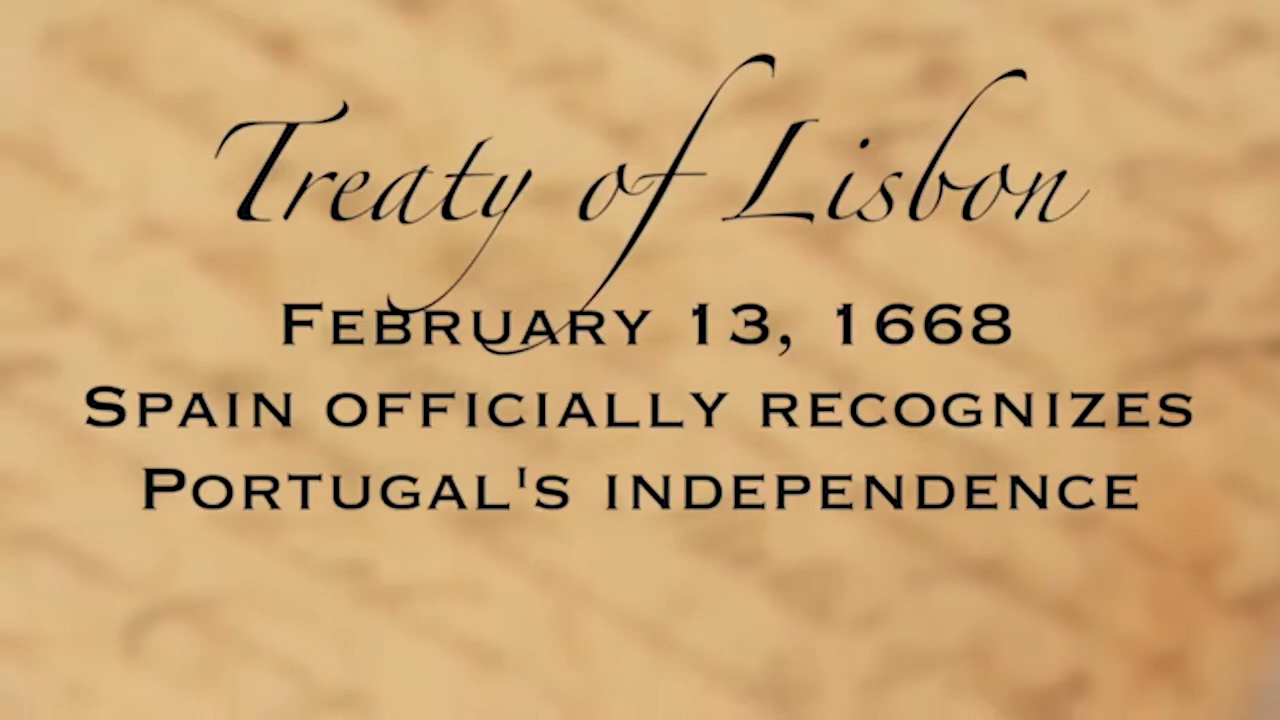 Treaty of Lisbon
February 13, 1668
Spain officially recognizes
Portugal's independence